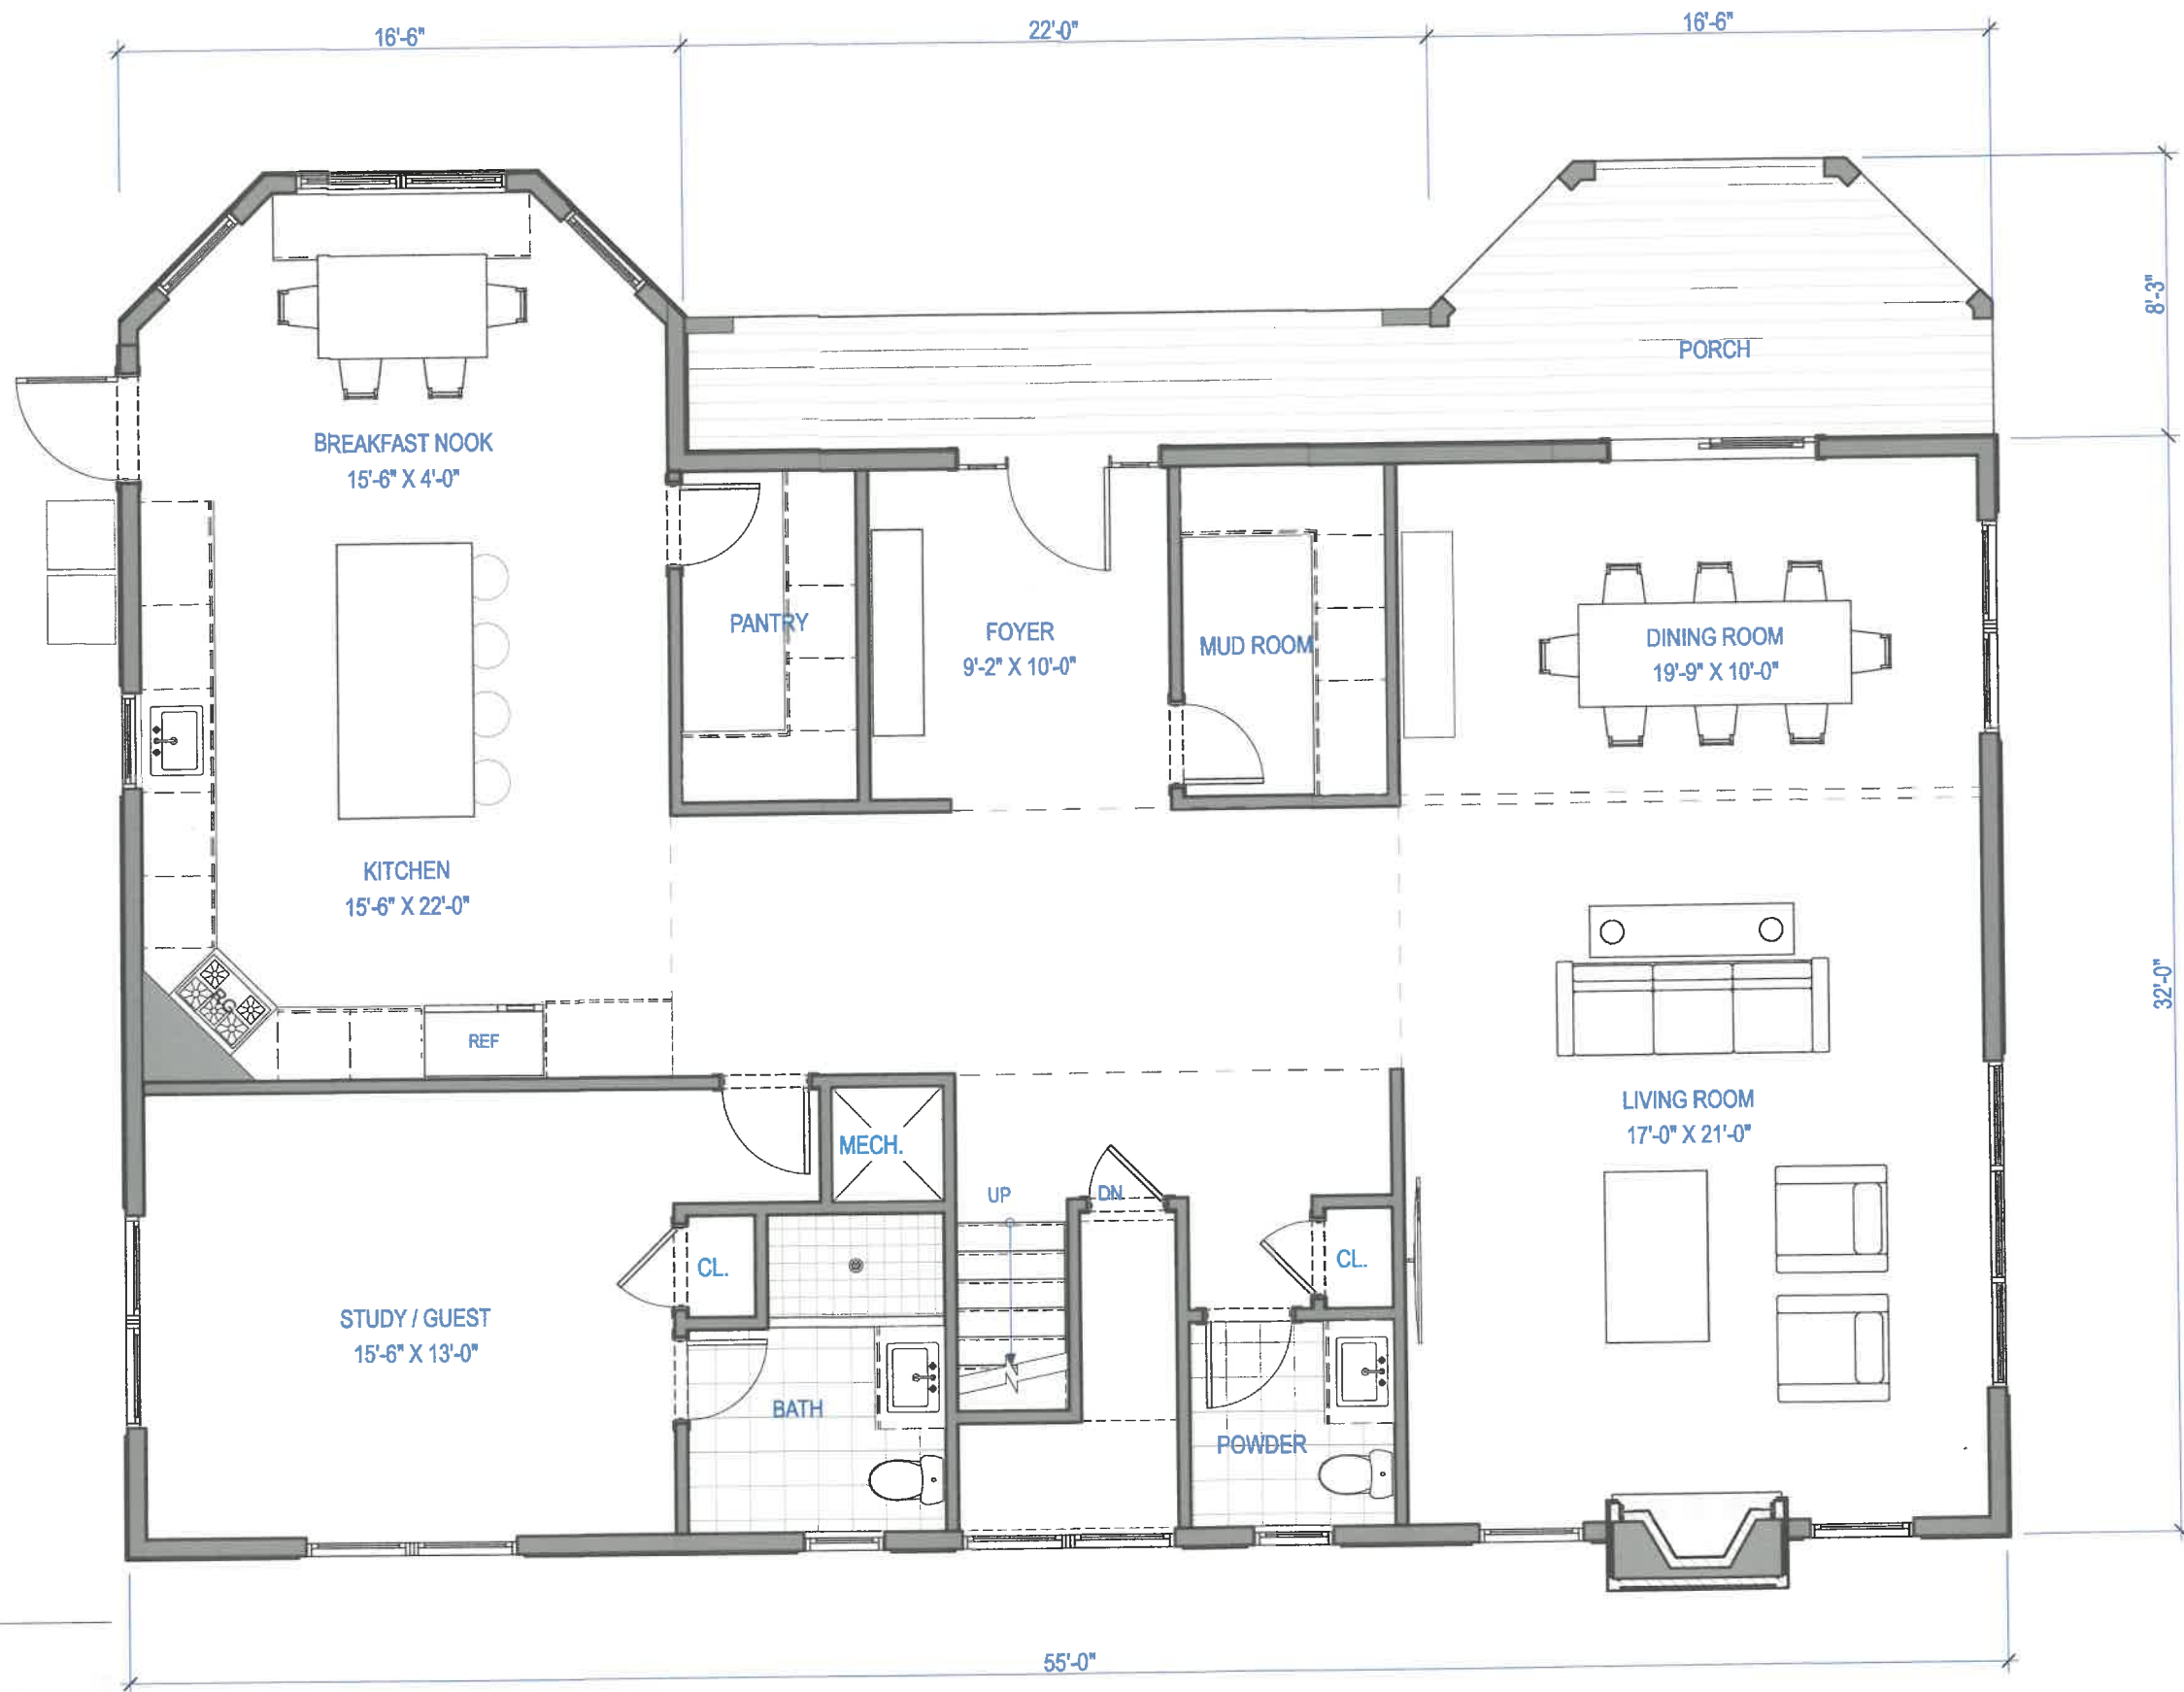 16'-6"
22'-0"
16'-6"
8'-3"
PORCH
BREAKFAST NOOK
15'-6" X 4'-0"
PANTRY
FOYER
9'-2" X 10'-0"
MUD ROOM
DINING ROOM
19'-9" X 10'-0"
KITCHEN
15'-6" X 22'-0"
32'-0"
REF
LIVING ROOM
17'-0" X 21'-0"
MECH.
UP
DN
CL.
CL.
STUDY / GUEST
15'-6" X 13'-0"
BATH
POWDER
55'-0"